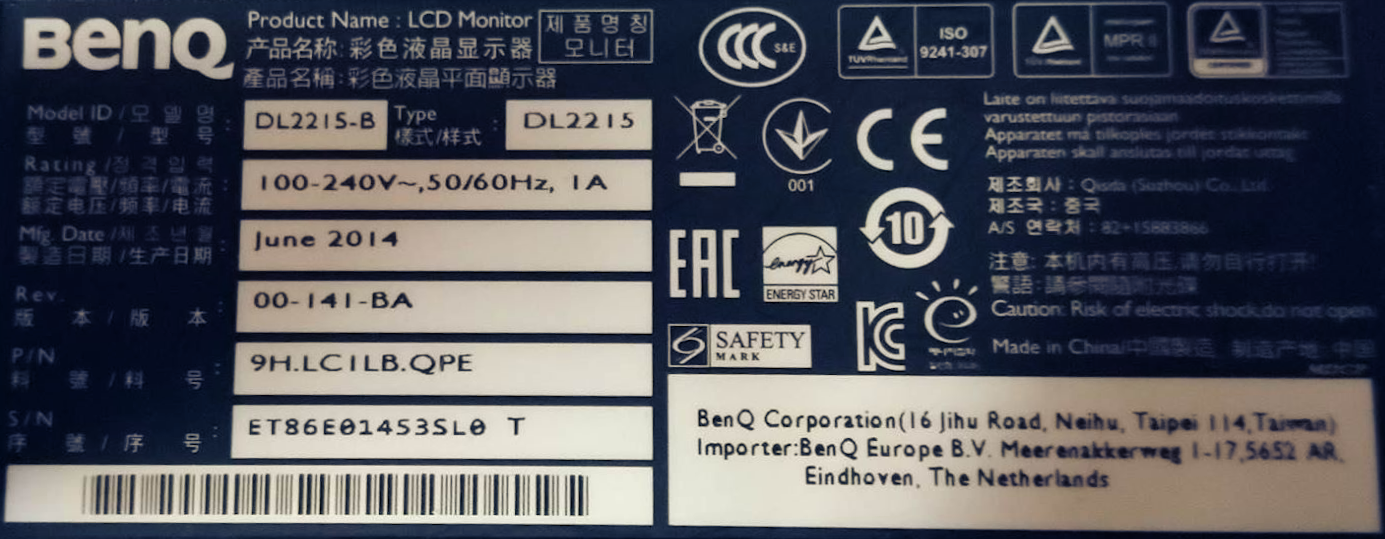 BenQ
Product Name : LCD Monitor
产品名称: 彩色液晶显示器
產品名稱: 彩色液晶平面顯示器
제품명칭
모니터
Model ID / 모델명
型號 / 型号 :
DL2215-B
Type
樣式/样式 :
DL2215
Rating / 정격입력
額定電壓/頻率/電流 :
额定电压/频率/电流
100-240V~,50/60Hz, 1A
Mfg. Date / 제조년월
製造日期 / 生产日期 :
June 2014
Rev.
版本 / 版本 :
00-141-BA
P/N
料號 / 料号 :
9H.LC1LB.QPE
S/N
序號 / 序号 :
ET86E01453SL0 T
CCC S&E
TÜVRheinland
ISO
9241-307
MPR II
001
CE
10
EAC
energy
ENERGY STAR
SAFETY
MARK
Laite on liitettävä suojamaadoituskoskettimilla
varustettuun pistorasiaan
Apparatet må tilkoples jordet stikkontakt
Apparaten skall anslutas till jordat uttag
제조회사 : Qisda (Suzhou) Co., Ltd.
제조국 : 중국
A/S 연락처 : 82+15883866
注意: 本机内有高压,请勿自行打开!
警語: 請參閱隨附光碟
Caution: Risk of electric shock,do not open.
Made in China/中國製造 制造产地: 中国
BenQ Corporation(16 Jihu Road, Neihu, Taipei 114,Taiwan)
Importer:BenQ Europe B.V. Meerenakkerweg 1-17,5652 AR,
Eindhoven, The Netherlands